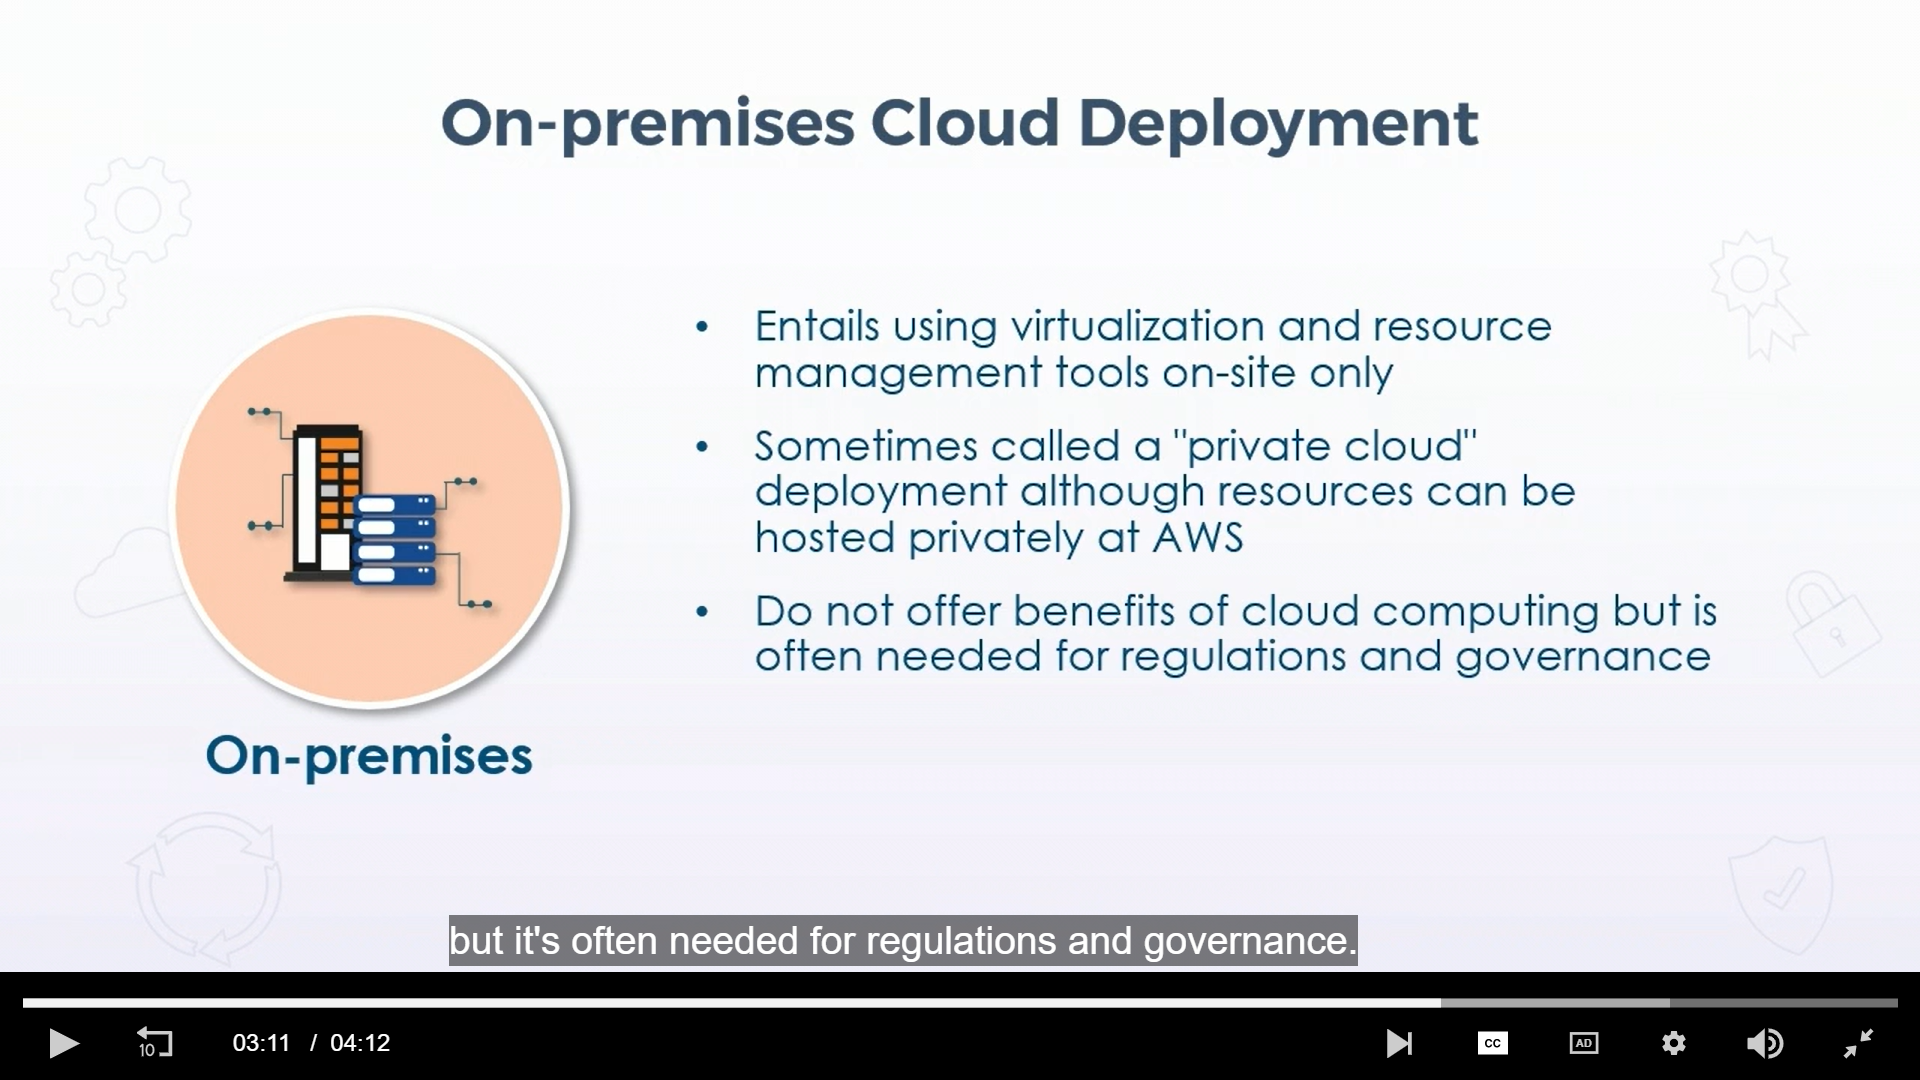 On-premises Cloud Deployment
• Entails using virtualization and resource
management tools on-site only
• Sometimes called a "private cloud"
deployment although resources can be
hosted privately at AWS
• Do not offer benefits of cloud computing but is
often needed for regulations and governance
On-premises
but it's often needed for regulations and governance.
10
03:11 / 04:12
CC
AD